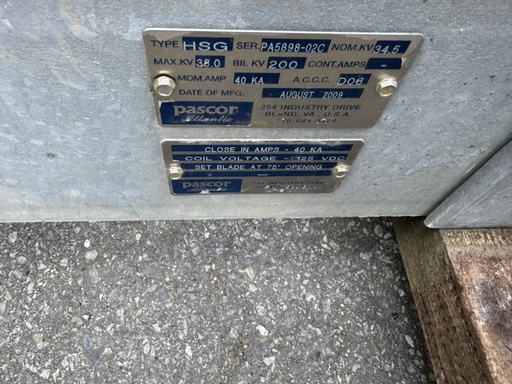 TYPE HSG SER. PA5898-02C NOM.KV 34.5
MAX.KV 38.0 BIL KV 200 CONT.AMPS -
MOM.AMP 40 KA A.C.C.C. D06
DATE OF MFG. AUGUST 2009
pascor
Atlantic
254 INDUSTRY DRIVE
BLAND, VA., U.S.A.
CLOSE IN AMPS - 40 KA
COIL VOLTAGE - 125 VDC
SET BLADE AT 75° OPENING
-
pascor
Atlantic